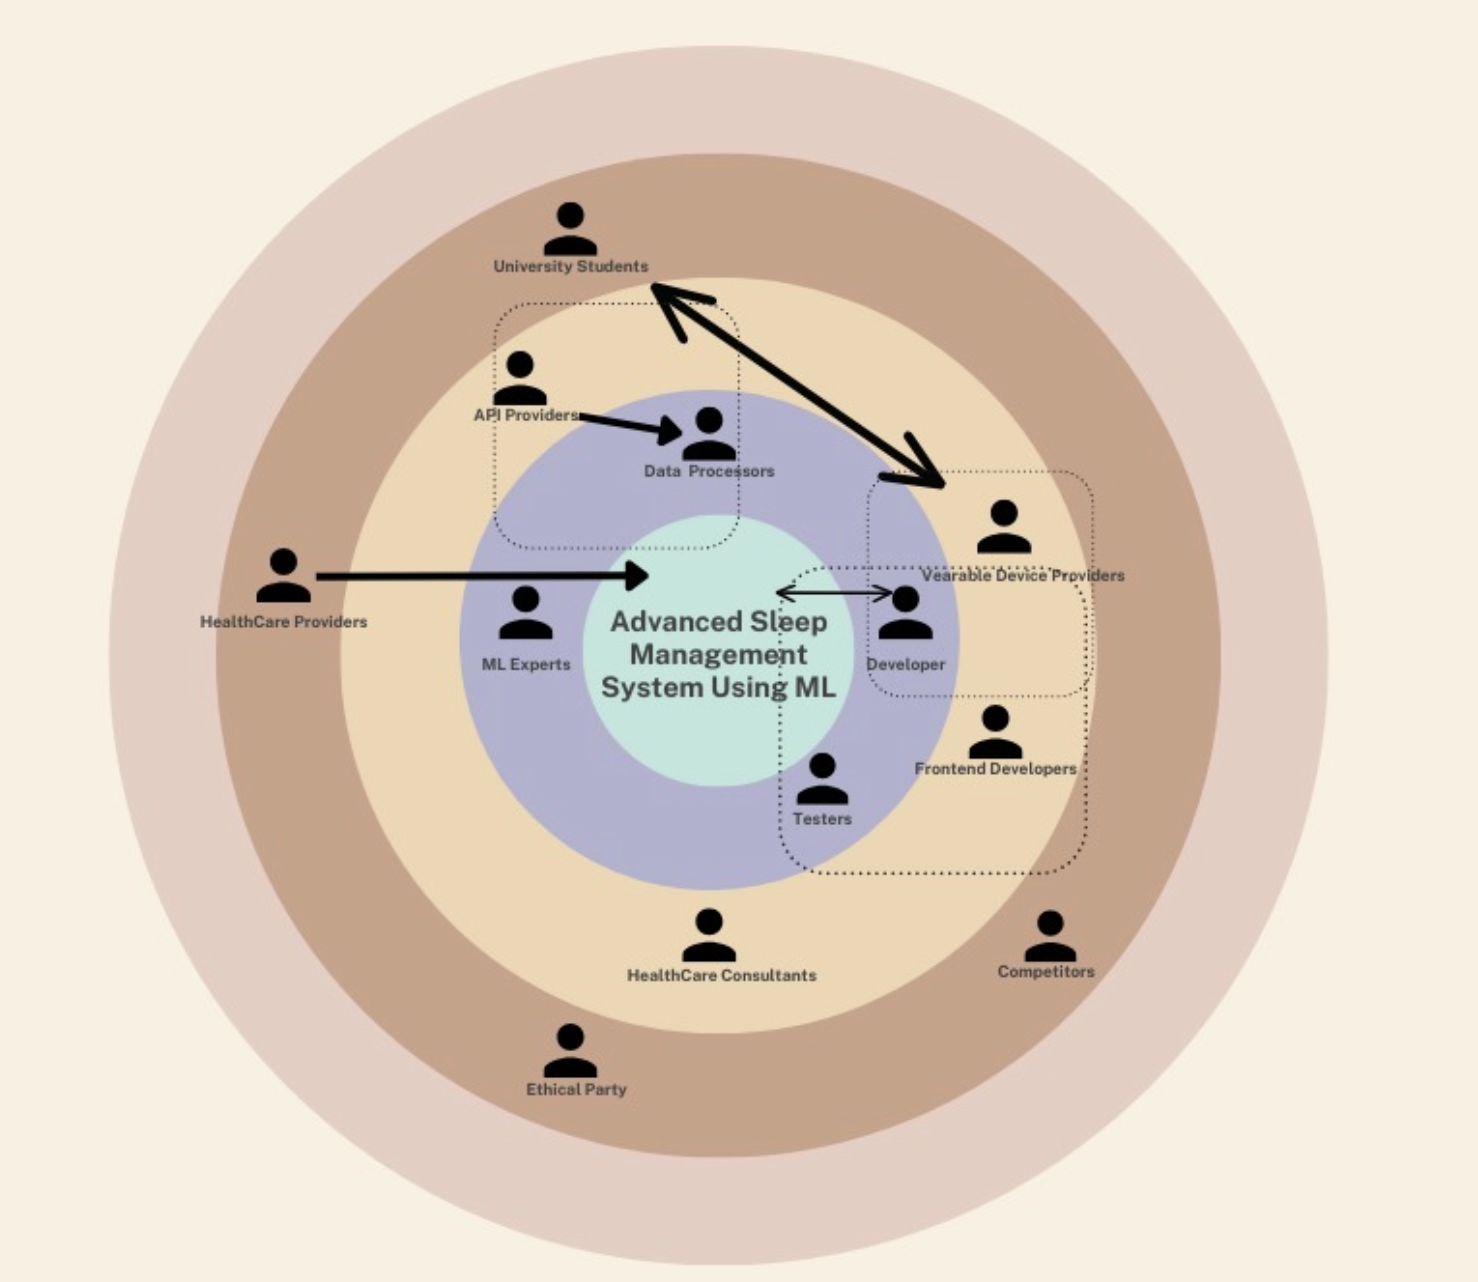 University Students
API Providers
Data Processors
Vearable Device Providers
HealthCare Providers
Advanced Sleep
Management
System Using ML
ML Experts
Developer
Frontend Developers
Testers
HealthCare Consultants
Competitors
Ethical Party